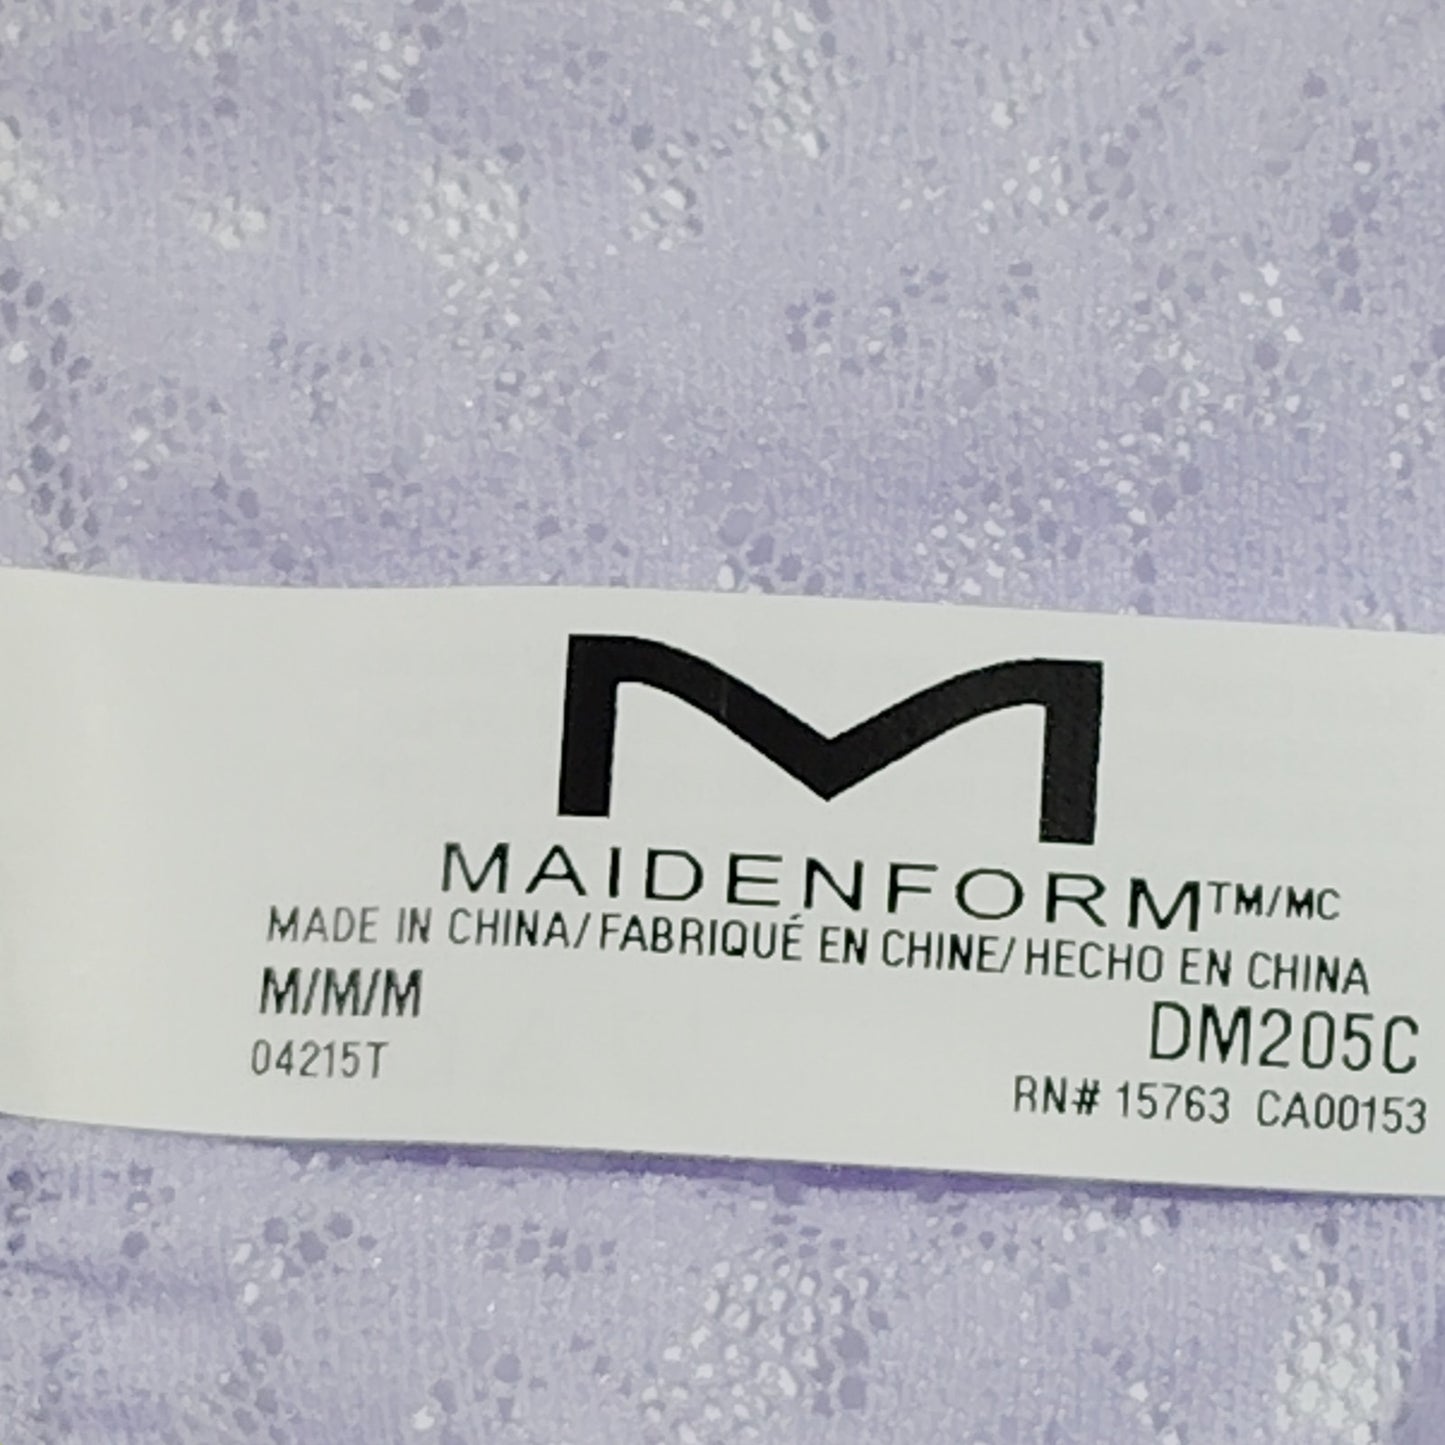 M
MAIDENFORM™/MC
MADE IN CHINA/FABRIQUÉ EN CHINE/HECHO EN CHINA
M/M/M
DM205C
04215T
RN# 15763 CA00153